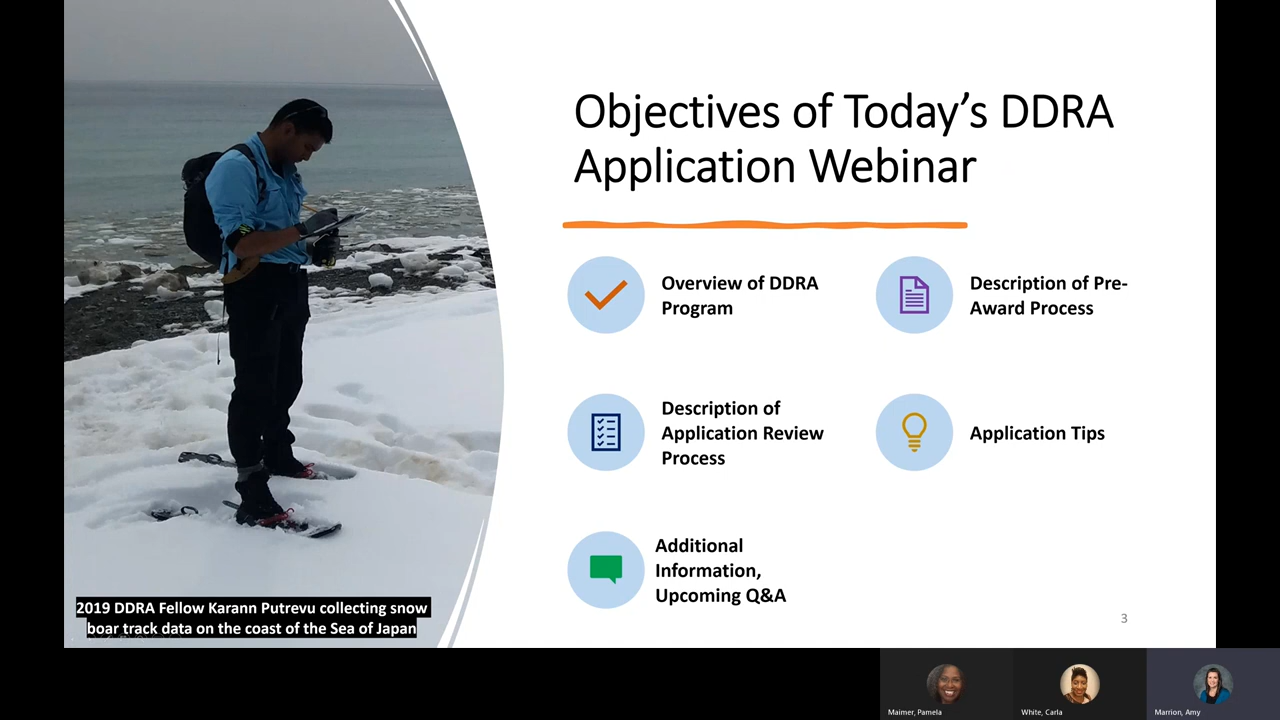 Objectives of Today's DDRA
Application Webinar
Overview of DDRA
Program
Description of Pre-
Award Process
Description of
Application Review
Process
Application Tips
Additional
Information,
Upcoming Q&A
2019 DDRA Fellow Karann Putrevu collecting snow
boar track data on the coast of the Sea of Japan
3
Maimer, Pamela
White, Carla
Marrion, Amy